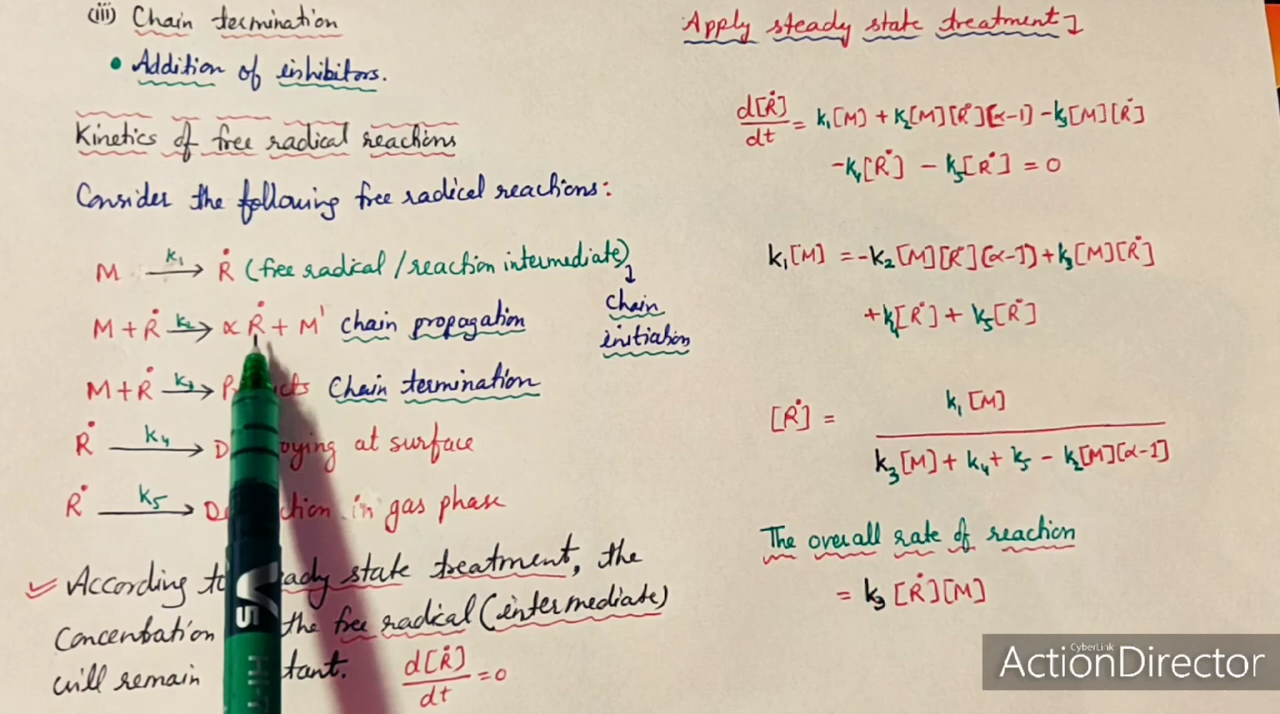 (iii) Chain termination
• Addition of inhibitors.
Kinetics of free radical reactions
Consider the following free radical reactions:
M —k₁→ Ṙ (free radical / reaction intermediate)
↓
Chain
initiation
M + Ṙ —k₂→ ∝ Ṙ + M' Chain propagation
M + Ṙ —k₃→ Chain termination
Ṙ —k₄→ at surface
Ṙ —k₅→ in gas phase
✓ According steady state treatment, the
concentration the free radical (intermediate)
will remain d[Ṙ]/dt = 0
Apply steady state treatment
d[Ṙ]/dt = k₁[M] + k₂[M][Ṙ](∝-1) - k₃[M][Ṙ]
- k₄[Ṙ] - k₅[Ṙ] = 0
k₁[M] = -k₂[M][Ṙ](∝-1) + k₃[M][Ṙ]
+ k₄[Ṙ] + k₅[Ṙ]
[Ṙ] = k₁[M] / k₃[M] + k₄ + k₅ - k₂[M][∝-1]
The overall rate of reaction
= k₃ [Ṙ][M]
V5
HI-T
CyberLink
ActionDirector